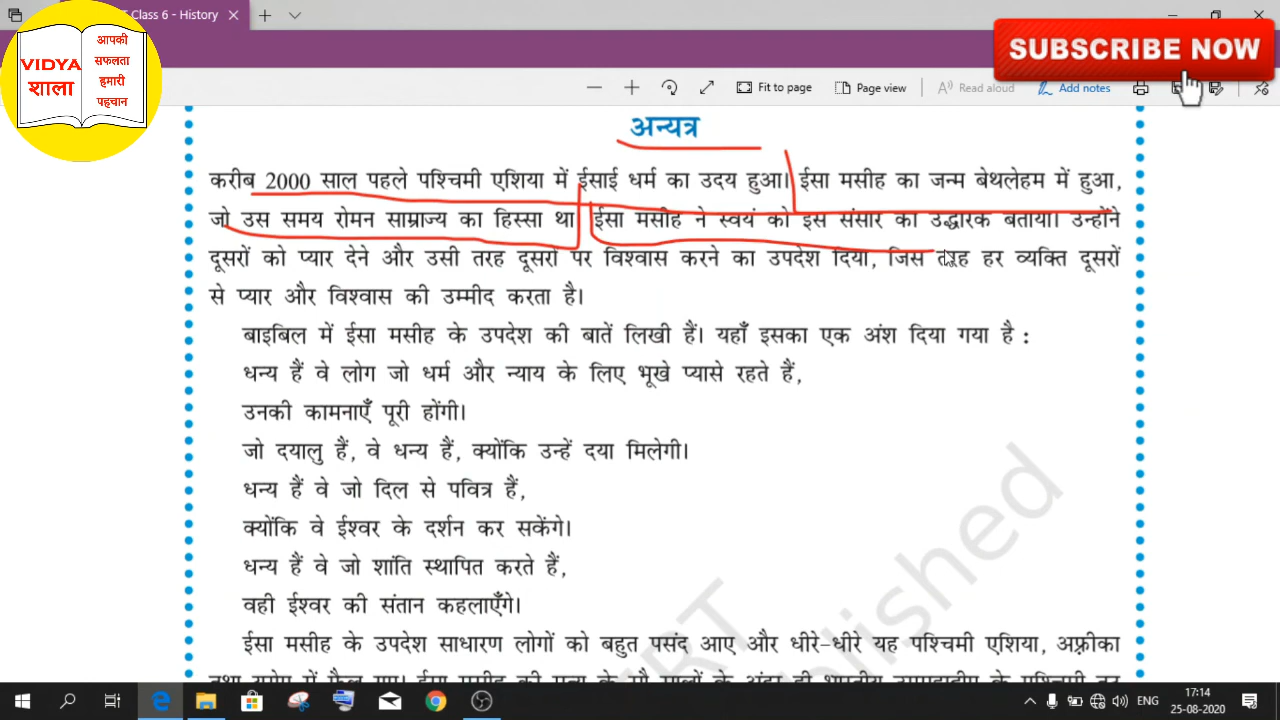 Class 6 - History
SUBSCRIBE NOW
VIDYA
शाला
आपकी
सफलता
हमारी
पहचान
Fit to page
Page view
Read aloud
Add notes
अन्यत्र
करीब 2000 साल पहले पश्चिमी एशिया में ईसाई धर्म का उदय हुआ। ईसा मसीह का जन्म बेथलेहम में हुआ,
जो उस समय रोमन साम्राज्य का हिस्सा था ईसा मसीह ने स्वयं को इस संसार का उद्धारक बताया। उन्होंने
दूसरों को प्यार देने और उसी तरह दूसरों पर विश्वास करने का उपदेश दिया, जिस तरह हर व्यक्ति दूसरों
से प्यार और विश्वास की उम्मीद करता है।
बाइबिल में ईसा मसीह के उपदेश की बातें लिखी हैं। यहाँ इसका एक अंश दिया गया है :
धन्य हैं वे लोग जो धर्म और न्याय के लिए भूखे प्यासे रहते हैं,
उनकी कामनाएँ पूरी होंगी।
जो दयालु हैं, वे धन्य हैं, क्योंकि उन्हें दया मिलेगी।
धन्य हैं वे जो दिल से पवित्र हैं,
क्योंकि वे ईश्वर के दर्शन कर सकेंगे।
धन्य हैं वे जो शांति स्थापित करते हैं,
वही ईश्वर की संतान कहलाएँगे।
ईसा मसीह के उपदेश साधारण लोगों को बहुत पसंद आए और धीरे-धीरे यह पश्चिमी एशिया, अफ़्रीका
ENG
17:14
25-08-2020